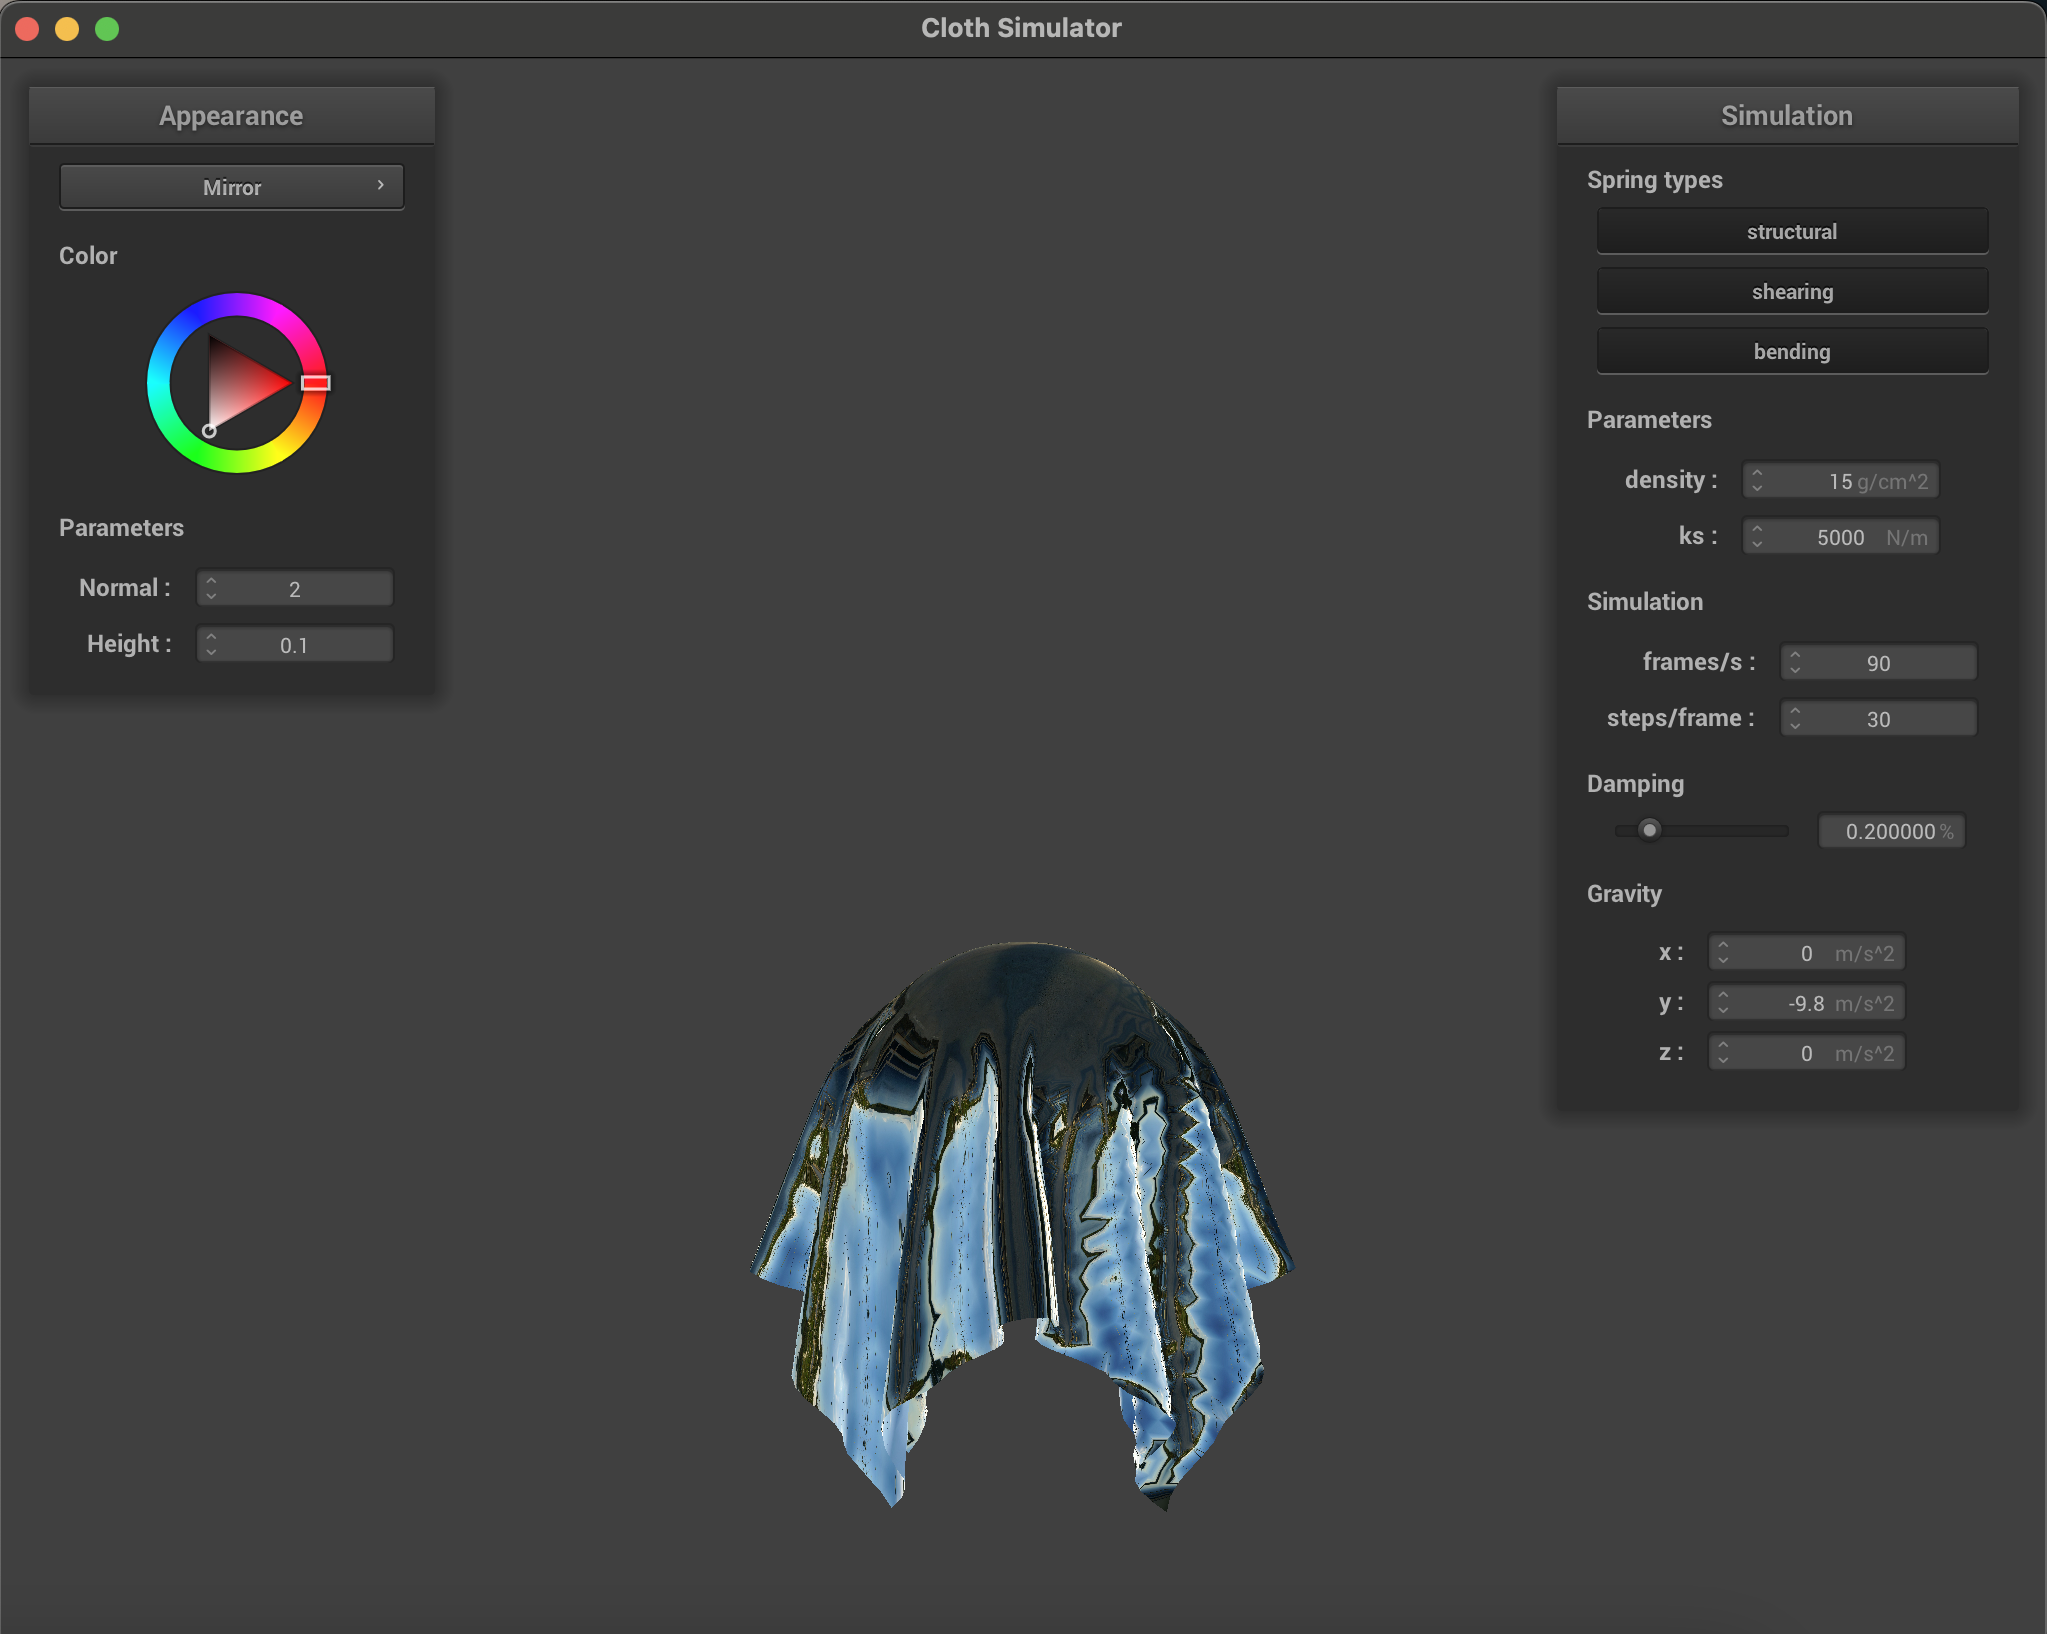 Cloth Simulator
Appearance
Mirror
Color
Parameters
Normal : 2
Height : 0.1
Simulation
Spring types
structural
shearing
bending
Parameters
density : 15 g/cm^2
ks : 5000 N/m
Simulation
frames/s : 90
steps/frame : 30
Damping
0.200000 %
Gravity
x : 0 m/s^2
y : -9.8 m/s^2
z : 0 m/s^2